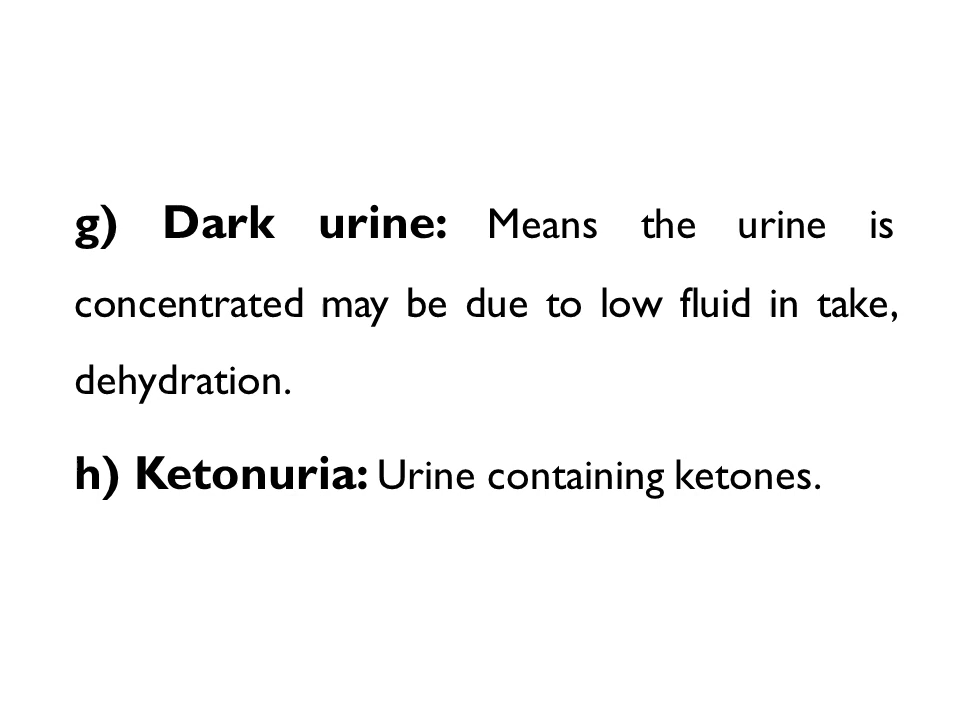 g) Dark urine: Means the urine is
concentrated may be due to low fluid in take,
dehydration.
h) Ketonuria: Urine containing ketones.